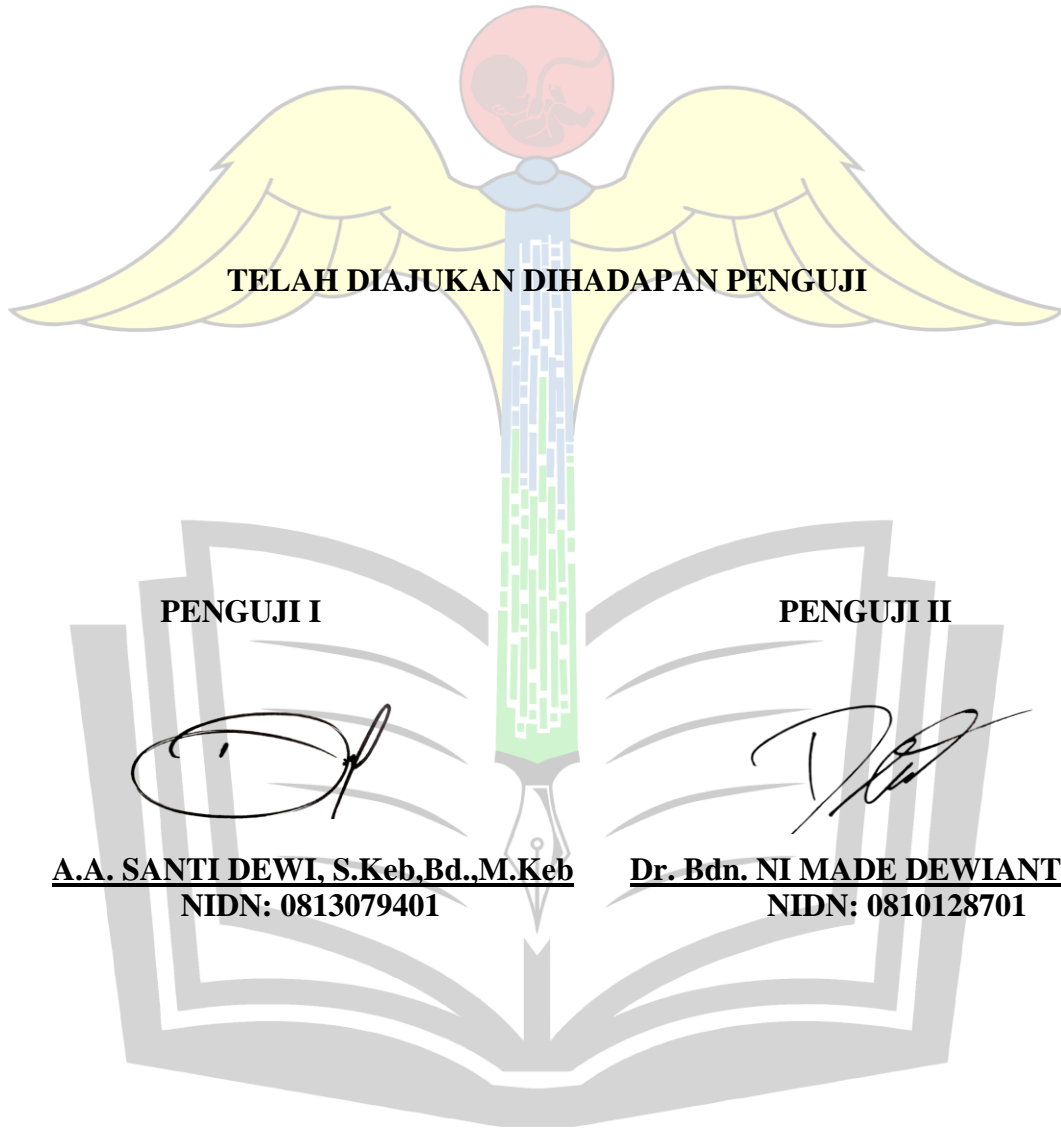 TELAH DIAJUKAN DIHADAPAN PENGUJI
PENGUJI I PENGUJI II
A.A. SANTI DEWI, S.Keb,Bd.,M.Keb Dr. Bdn. NI MADE DEWIANT
NIDN: 0813079401 NIDN: 0810128701